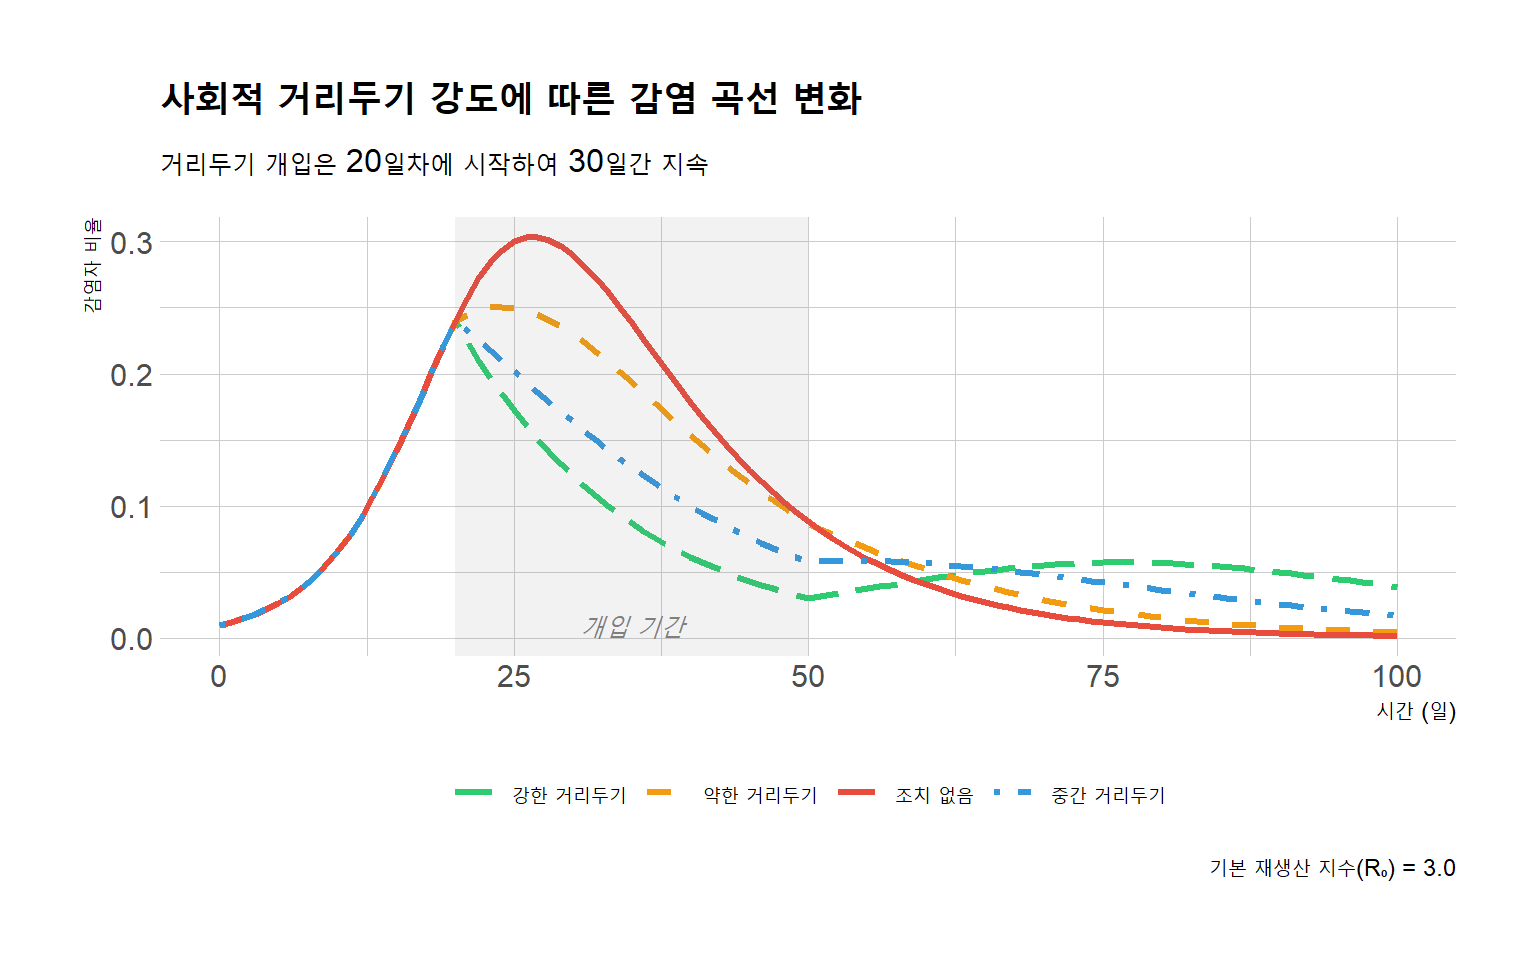 사회적 거리두기 강도에 따른 감염 곡선 변화
거리두기 개입은 20일차에 시작하여 30일간 지속
감염자 비율
0.3
0.2
0.1
0.0
개입 기간
0 25 50 75 100
시간 (일)
강한 거리두기 약한 거리두기 조치 없음 중간 거리두기
기본 재생산 지수(R₀) = 3.0